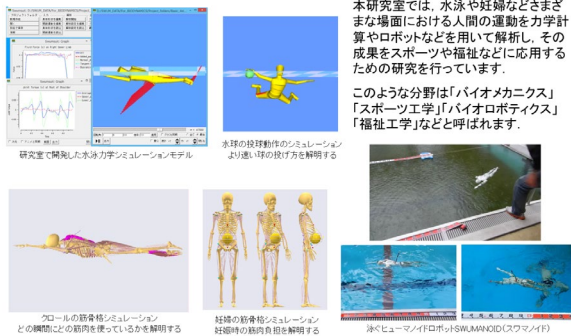 本研究室では、水泳や妊婦などさまざ
まな場面における人間の運動を力学計
算やロボットなどを用いて解析し、その
成果をスポーツや福祉などに応用する
ための研究を行っています.
このような分野は「バイオメカニクス」
「スポーツ工学」「バイオロボティクス」
「福祉工学」などと呼ばれます.
研究室で開発した水泳力学シミュレーションモデル
水球の投球動作のシミュレーション
より速い球の投げ方を解明する
クロールの筋骨格シミュレーション
どの瞬間にどの筋肉を使っているかを解明する
妊婦の筋骨格シミュレーション
妊娠時の筋肉負担を解明する
泳ぐヒューマノイドロボットSWUMANOID(スワマノイド)